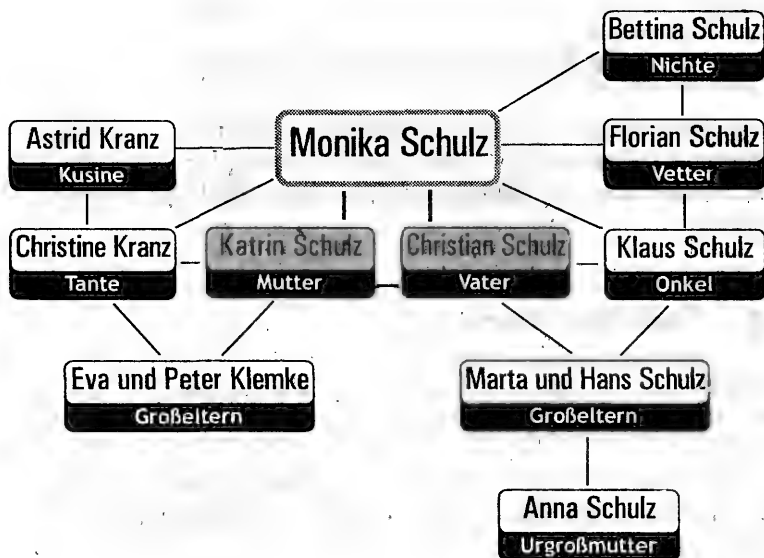 Bettina Schulz
Nichte
Astrid Kranz
Kusine
Monika Schulz
Florian Schulz
Vetter
Christine Kranz
Tante
Katrin Schulz
Mutter
Christian Schulz
Vater
Klaus Schulz
Onkel
Eva und Peter Klemke
Großeltern
Marta und Hans Schulz
Großeltern
Anna Schulz
Urgroßmutter